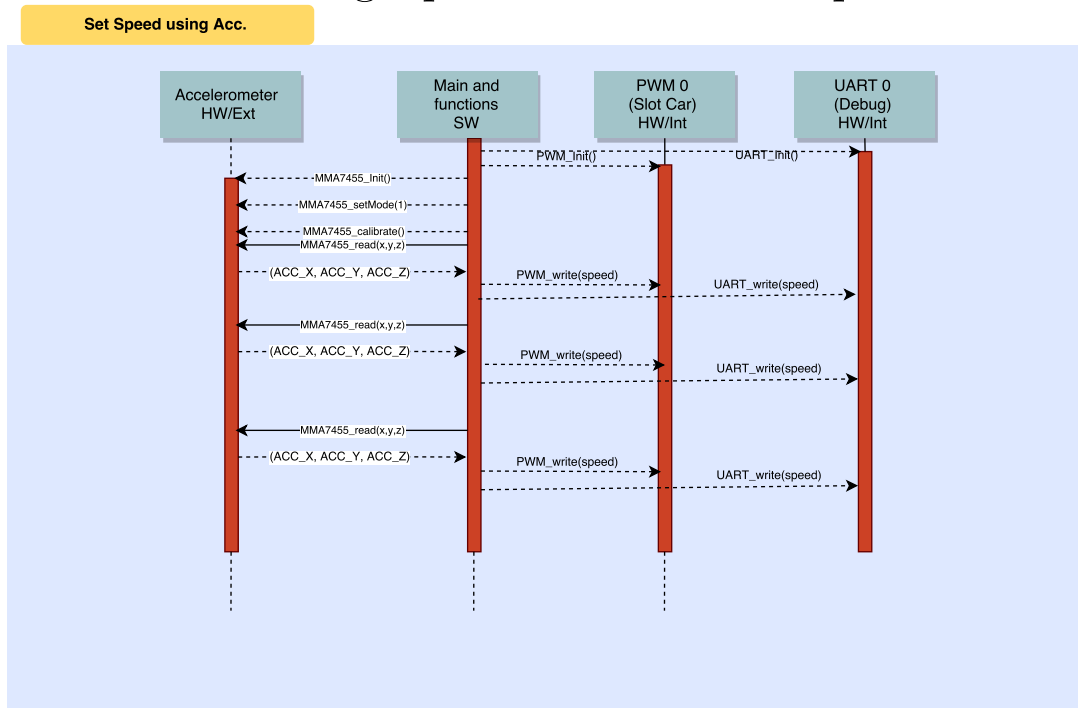 Set Speed using Acc.
Accelerometer
HW/Ext
Main and
functions
SW
PWM 0
(Slot Car)
HW/Int
UART 0
(Debug)
HW/Int
PWM_Init()
UART_Init()
MMA7455_Init()
MMA7455_setMode(1)
MMA7455_calibrate()
MMA7455_read(x,y,z)
(ACC_X, ACC_Y, ACC_Z)
PWM_write(speed)
UART_write(speed)
MMA7455_read(x,y,z)
(ACC_X, ACC_Y, ACC_Z)
PWM_write(speed)
UART_write(speed)
MMA7455_read(x,y,z)
(ACC_X, ACC_Y, ACC_Z)
PWM_write(speed)
UART_write(speed)